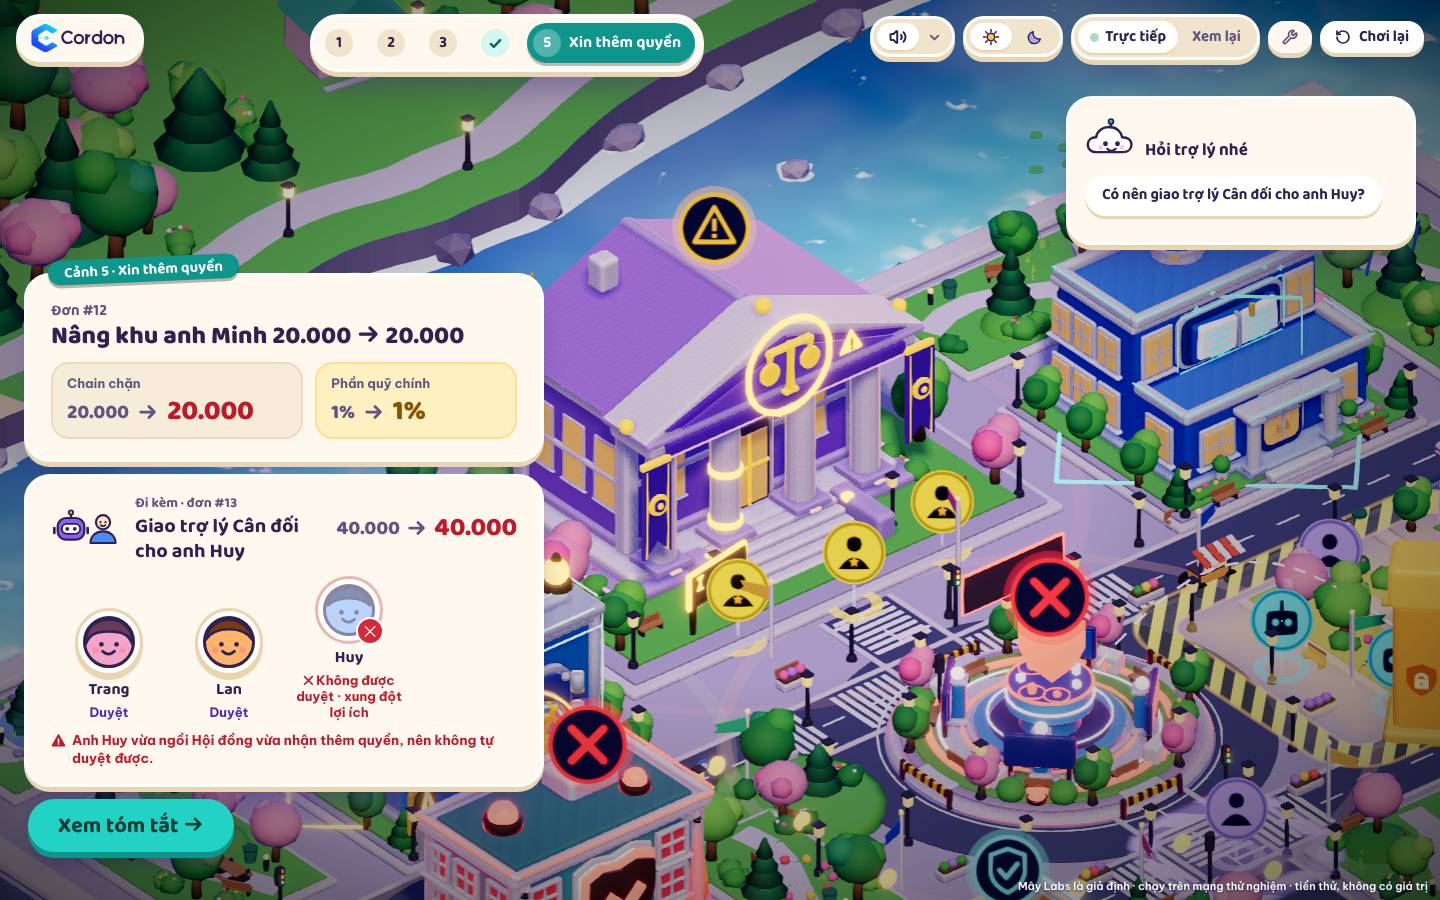 Cordon
1 2 3 5 Xin thêm quyền
Trực tiếp Xem lại
Chơi lại
Hỏi trợ lý nhé
Có nên giao trợ lý Cân đối cho anh Huy?
Cảnh 5 · Xin thêm quyền
Đơn #12
Nâng khu anh Minh 20.000 → 20.000
Chain chặn
20.000 → 20.000
Phần quỹ chính
1% → 1%
Đi kèm · đơn #13
Giao trợ lý Cân đối
cho anh Huy
40.000 → 40.000
Trang
Duyệt
Lan
Duyệt
Huy
✕ Không được
duyệt · xung đột
lợi ích
Anh Huy vừa ngồi Hội đồng vừa nhận thêm quyền, nên không tự
duyệt được.
Xem tóm tắt →
Mây Labs là giả định · chạy trên mạng thử nghiệm · tiền thử, không có giá trị